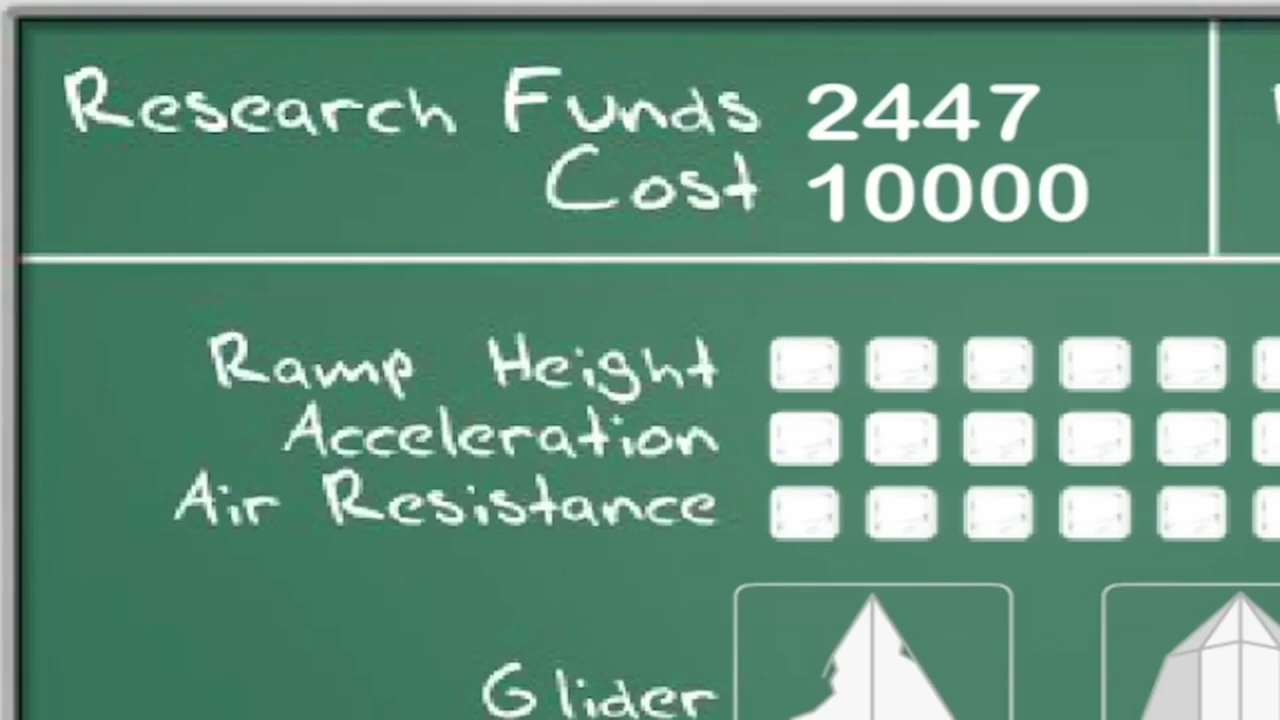 Research Funds 2447
Cost 10000
Ramp Height
Acceleration
Air Resistance
Glider